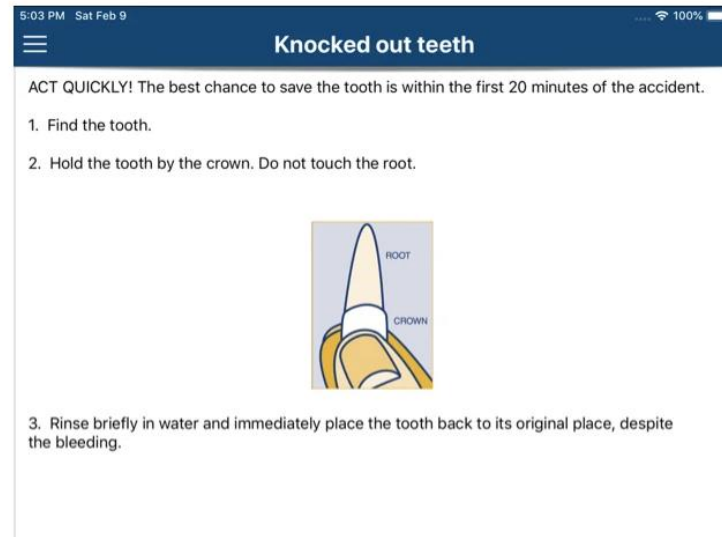 5:03 PM Sat Feb 9
100%
Knocked out teeth
ACT QUICKLY! The best chance to save the tooth is within the first 20 minutes of the accident.
1. Find the tooth.
2. Hold the tooth by the crown. Do not touch the root.
ROOT
CROWN
3. Rinse briefly in water and immediately place the tooth back to its original place, despite
the bleeding.